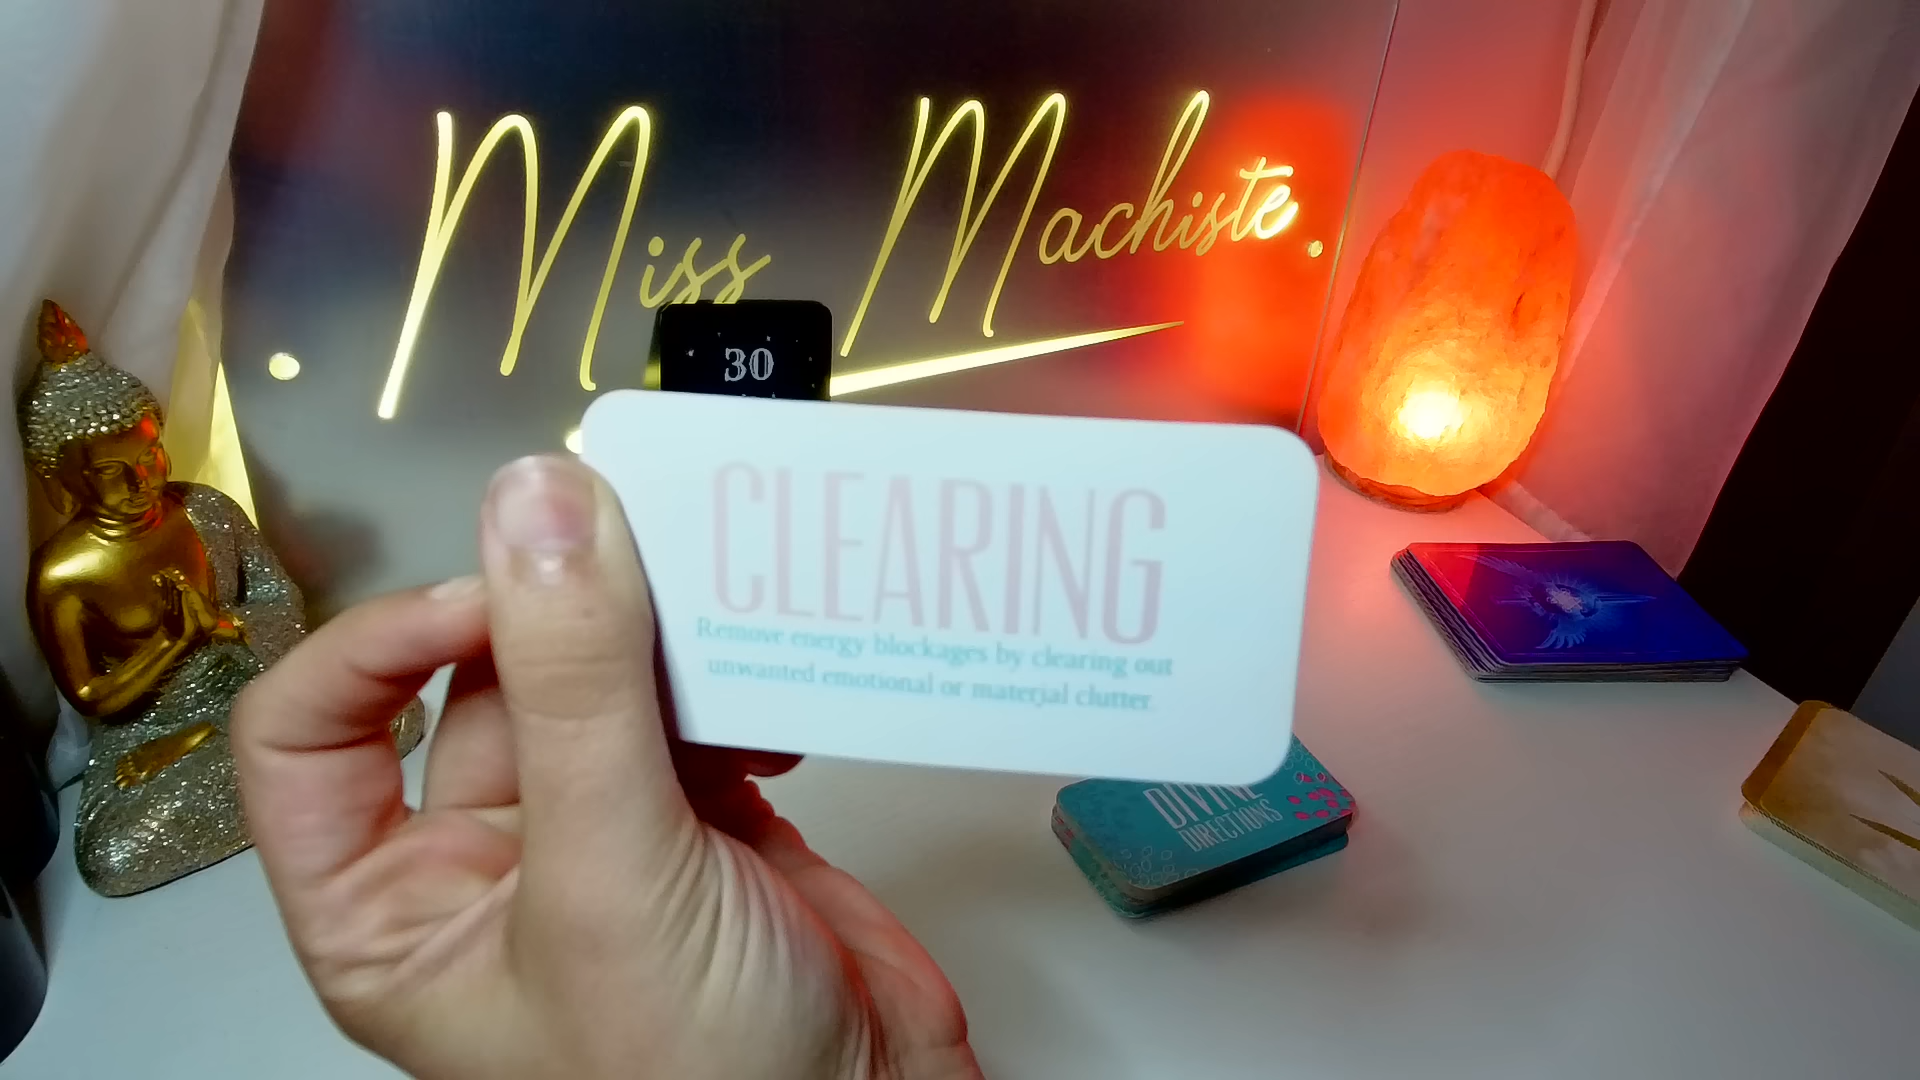 Miss Machiste.
30
CLEARING
Remove energy blockages by clearing out
unwanted emotional or material clutter.
DIVINE
DIRECTIONS